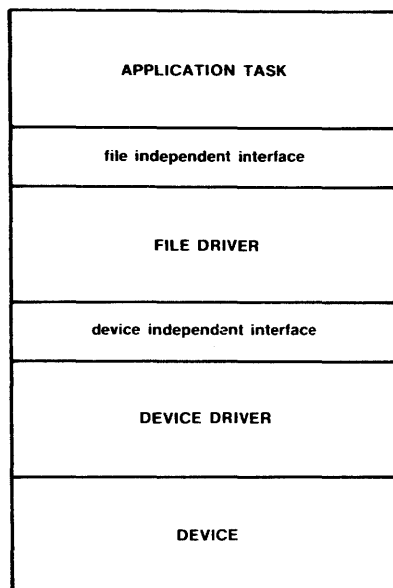 APPLICATION TASK
file independent interface
FILE DRIVER
device independent interface
DEVICE DRIVER
DEVICE